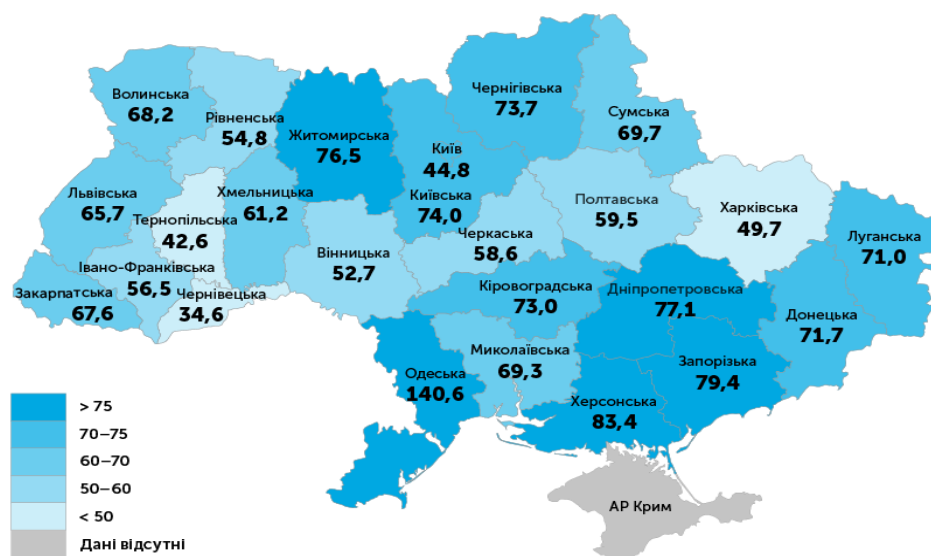 Волинська
68,2
Рівненська
54,8
Житомирська
76,5
Київ
44,8
Київська
74,0
Чернігівська
73,7
Сумська
69,7
Львівська
65,7
Тернопільська
42,6
Хмельницька
61,2
Вінницька
52,7
Черкаська
58,6
Полтавська
59,5
Харківська
49,7
Луганська
71,0
Закарпатська
67,6
Івано-Франківська
56,5
Чернівецька
34,6
Кіровоградська
73,0
Дніпропетровська
77,1
Донецька
71,7
Одеська
140,6
Миколаївська
69,3
Херсонська
83,4
Запорізька
79,4
АР Крим
> 75
70–75
60–70
50–60
< 50
Дані відсутні